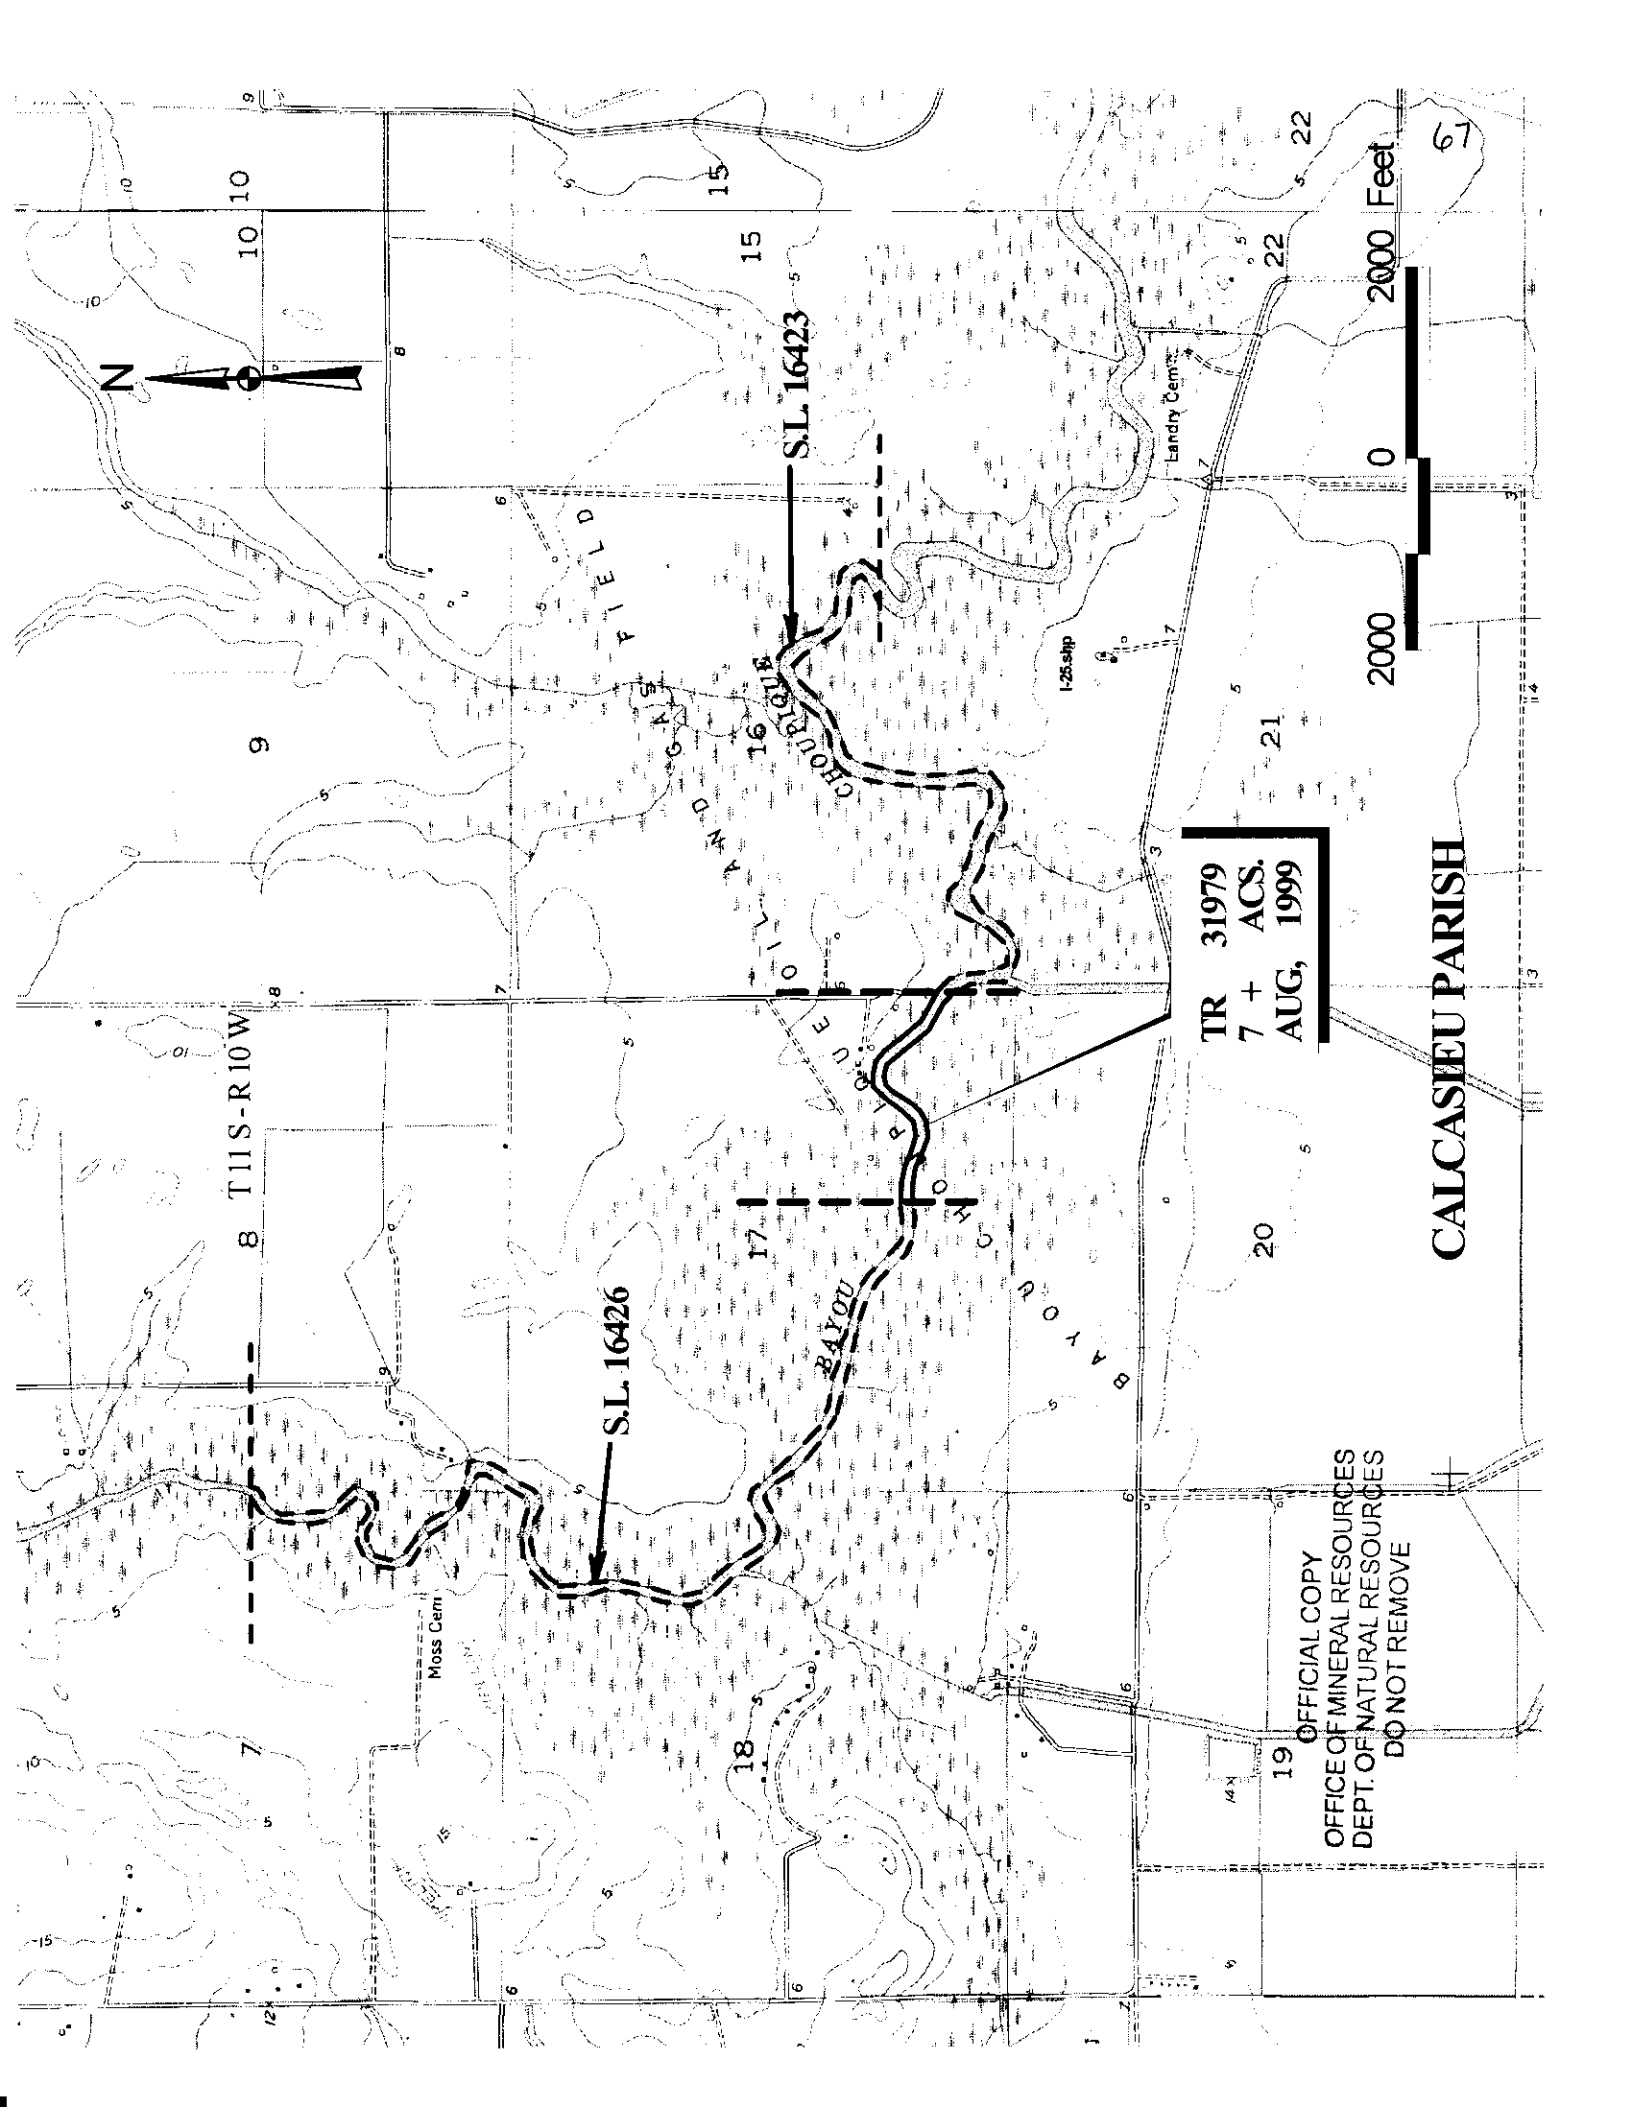 N
T11S-R10W
7
8
9
10
10
15
15
16
17
18
19
20
21
22
22
S.L. 16426
S.L. 16423
BAYOU
CHOUPIQUE
BAYOU CHOUPIQUE OIL AND GAS FIELD
Moss Cem
Landry Cem
I-25.shp
TR 31979
7 + ACS.
AUG, 1999
CALCASIEU PARISH
2000 0 2000 Feet
67
OFFICIAL COPY
OFFICE OF MINERAL RESOURCES
DEPT. OF NATURAL RESOURCES
DO NOT REMOVE